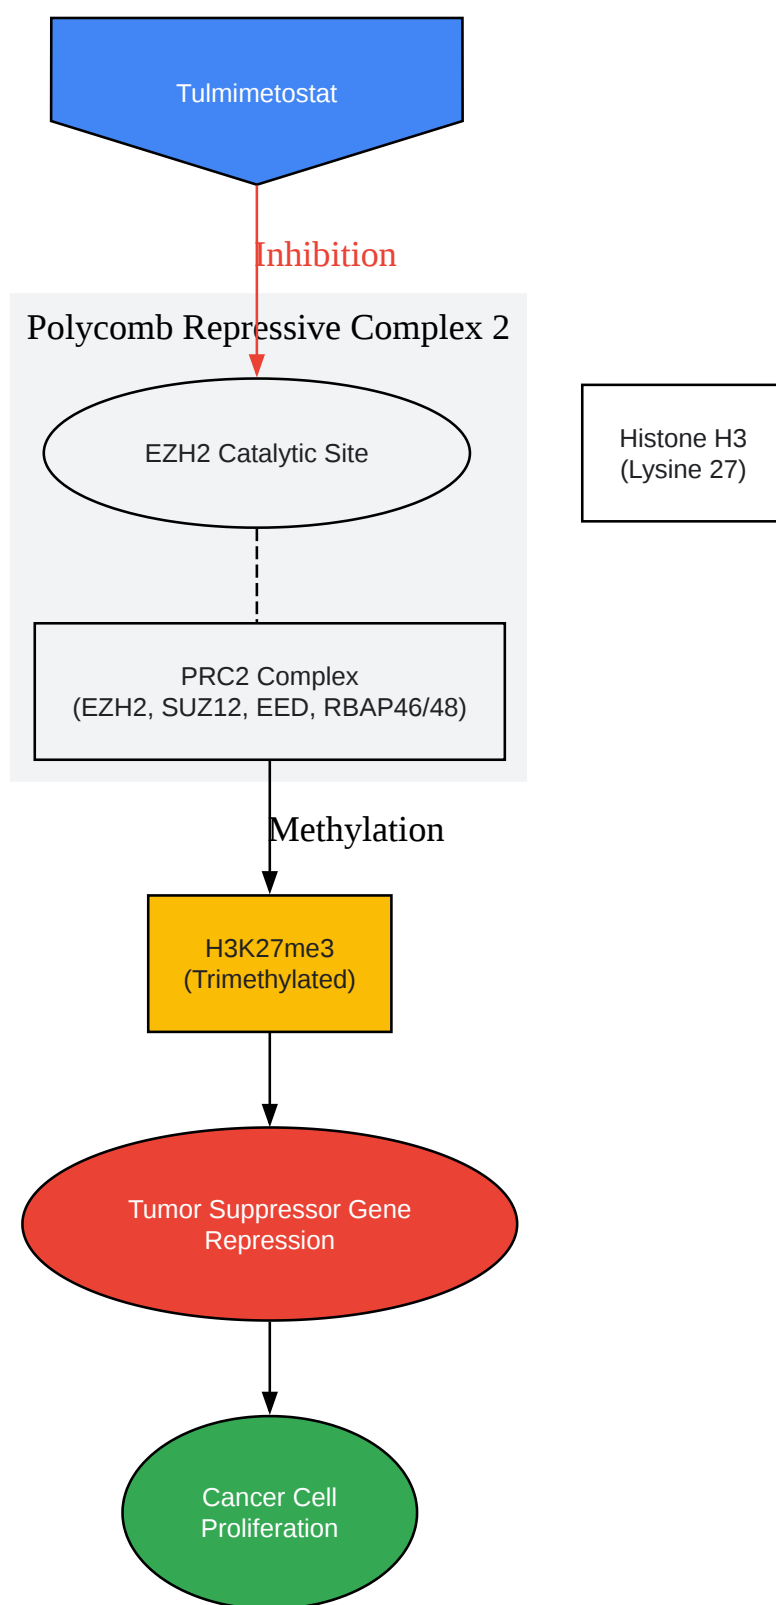 Tulmimetostat
Inhibition
Polycomb Repressive Complex 2
EZH2 Catalytic Site
Histone H3
(Lysine 27)
PRC2 Complex
(EZH2, SUZ12, EED, RBAP46/48)
Methylation
H3K27me3
(Trimethylated)
Tumor Suppressor Gene
Repression
Cancer Cell
Proliferation